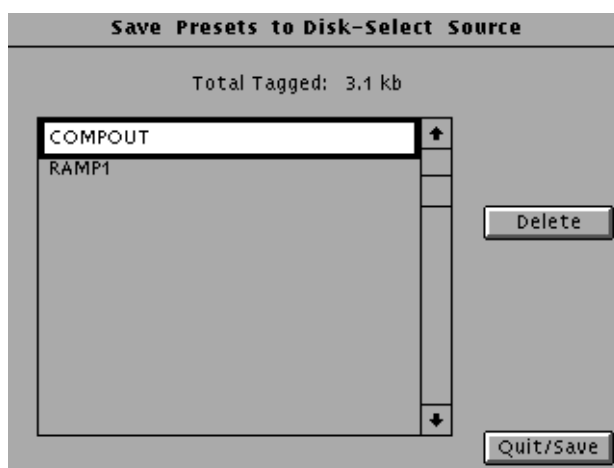 Save Presets to Disk-Select Source
Total Tagged: 3.1 kb
COMPOUT
RAMP1
Delete
Quit/Save